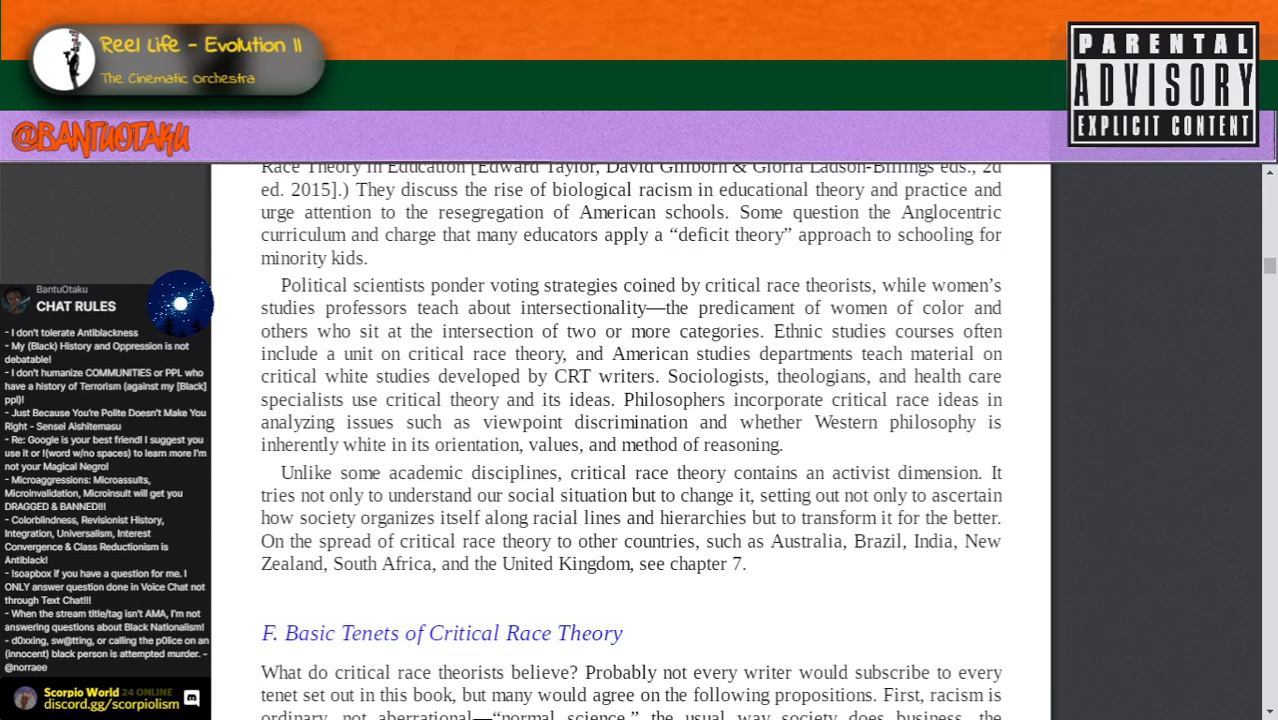 Reel Life - Evolution II
The Cinematic Orchestra
PARENTAL
ADVISORY
EXPLICIT CONTENT
@BANTUOTAKU
Race Theory in Education [Edward Taylor, David Gillborn & Gloria Ladson-Billings eds., 2d
ed. 2015].) They discuss the rise of biological racism in educational theory and practice and
urge attention to the resegregation of American schools. Some question the Anglocentric
curriculum and charge that many educators apply a “deficit theory” approach to schooling for
minority kids.
Political scientists ponder voting strategies coined by critical race theorists, while women’s
studies professors teach about intersectionality—the predicament of women of color and
others who sit at the intersection of two or more categories. Ethnic studies courses often
include a unit on critical race theory, and American studies departments teach material on
critical white studies developed by CRT writers. Sociologists, theologians, and health care
specialists use critical theory and its ideas. Philosophers incorporate critical race ideas in
analyzing issues such as viewpoint discrimination and whether Western philosophy is
inherently white in its orientation, values, and method of reasoning.
Unlike some academic disciplines, critical race theory contains an activist dimension. It
tries not only to understand our social situation but to change it, setting out not only to ascertain
how society organizes itself along racial lines and hierarchies but to transform it for the better.
On the spread of critical race theory to other countries, such as Australia, Brazil, India, New
Zealand, South Africa, and the United Kingdom, see chapter 7.
F. Basic Tenets of Critical Race Theory
What do critical race theorists believe? Probably not every writer would subscribe to every
tenet set out in this book, but many would agree on the following propositions. First, racism is
ordinary, not aberrational—“normal science,” the usual way society does business, the
BantuOtaku
CHAT RULES
- I don't tolerate Antiblackness
- My (Black) History and Oppression is not
debatable!
- I don't humanize COMMUNITIES or PPL who
have a history of Terrorism (against my [Black]
ppl)!
- Just Because You're Polite Doesn't Make You
Right - Sensei Aishitemasu
- Re: Google is your best friend! I suggest you
use it or !(word w/no spaces) to learn more I'm
not your Magical Negro!
- Microaggressions: Microassults,
Microinvalidation, Microinsult will get you
DRAGGED & BANNED!!!
- Colorblindness, Revisionist History,
Integration, Universalism, Interest
Convergence & Class Reductionism is
Antiblack!
- !soapbox if you have a question for me. I
ONLY answer question done in Voice Chat not
through Text Chat!!!
- When the stream title/tag isn't AMA, I'm not
answering questions about Black Nationalism!
- d0xxing, sw@tting, or calling the p0lice on an
(innocent) black person is attempted murder. -
@norraee
Scorpio World 24 ONLINE
discord.gg/scorpiolism